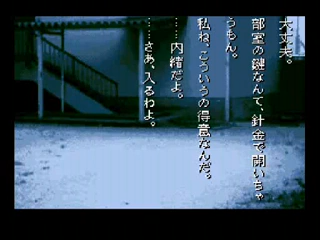 大丈夫。
部室の鍵なんて、針金で開いちゃ
うもん。
私ね、こういうの得意なんだ。
……内緒だよ。
……さあ、入るわよ。